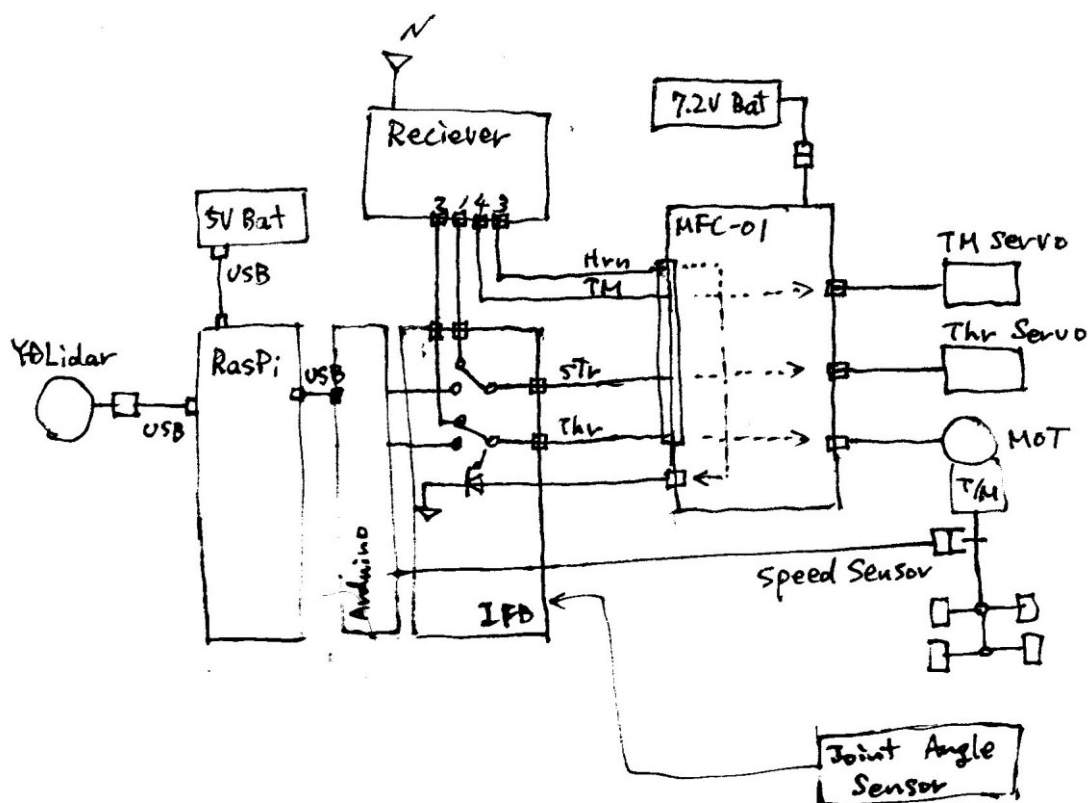 Reciever
2 1 4 3
7.2V Bat
5V Bat
USB
MFC-01
TM Servo
Hrn
TM
YDLidar
USB
RasPi
USB
STr
Thr Servo
Thr
MOT
T/M
Arduino
IFB
Speed Sensor
Joint Angle
Sensor